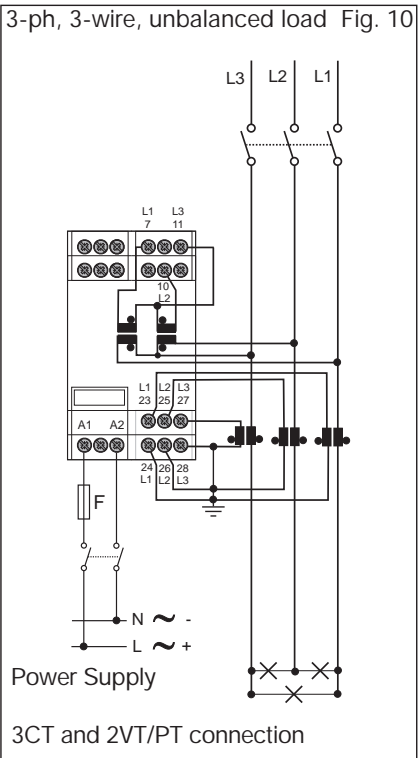 3-ph, 3-wire, unbalanced load Fig. 10
L3 L2 L1
L1 L3
7 11
10
L2
L1 L2 L3
23 25 27
A1 A2
24 26 28
L1 L2 L3
F
N ~ -
L ~ +
Power Supply
3CT and 2VT/PT connection